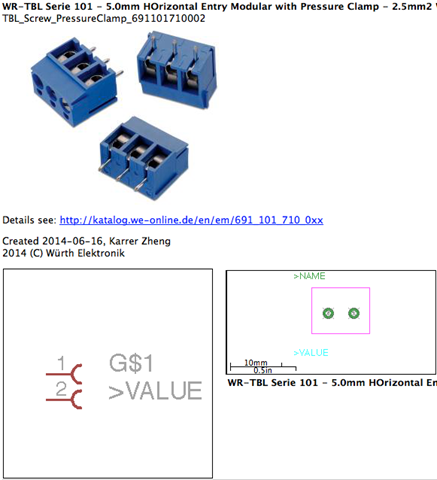 WR-TBL Serie 101 - 5.0mm HOrizontal Entry Modular with Pressure Clamp - 2.5mm2
TBL_Screw_PressureClamp_691101710002
Details see: http://katalog.we-online.de/en/em/691_101_710_0xx
Created 2014-06-16, Karrer Zheng
2014 (C) Würth Elektronik
1
G$1
2
>VALUE
>NAME
>VALUE
10mm
0.5in
WR-TBL Serie 101 - 5.0mm HOrizontal